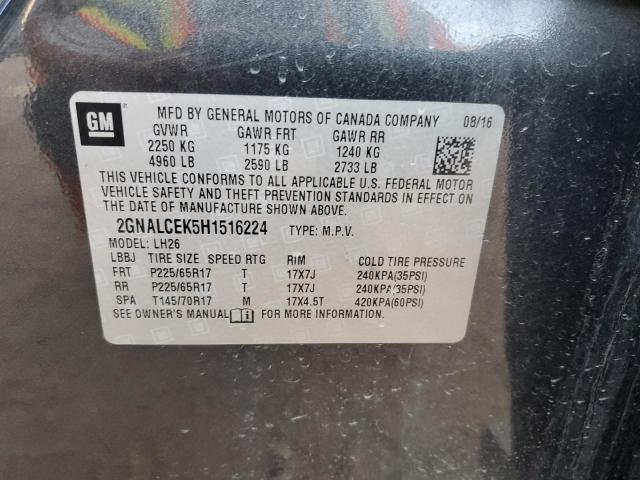 GM
MFD BY GENERAL MOTORS OF CANADA COMPANY 08/16
GVWR GAWR FRT GAWR RR
2250 KG 1175 KG 1240 KG
4960 LB 2590 LB 2733 LB
THIS VEHICLE CONFORMS TO ALL APPLICABLE U.S. FEDERAL MOTOR
VEHICLE SAFETY AND THEFT PREVENTION STANDARDS IN EFFECT ON
THE DATE OF MANUFACTURE SHOWN ABOVE.
2GNALCEK5H1516224 TYPE: M.P.V.
MODEL: LH26
LBBJ TIRE SIZE SPEED RTG RIM COLD TIRE PRESSURE
FRT P225/65R17 T 17X7J 240KPA(35PSI)
RR P225/65R17 T 17X7J 240KPA(35PSI)
SPA T145/70R17 M 17X4.5T 420KPA(60PSI)
SEE OWNER'S MANUAL FOR MORE INFORMATION.